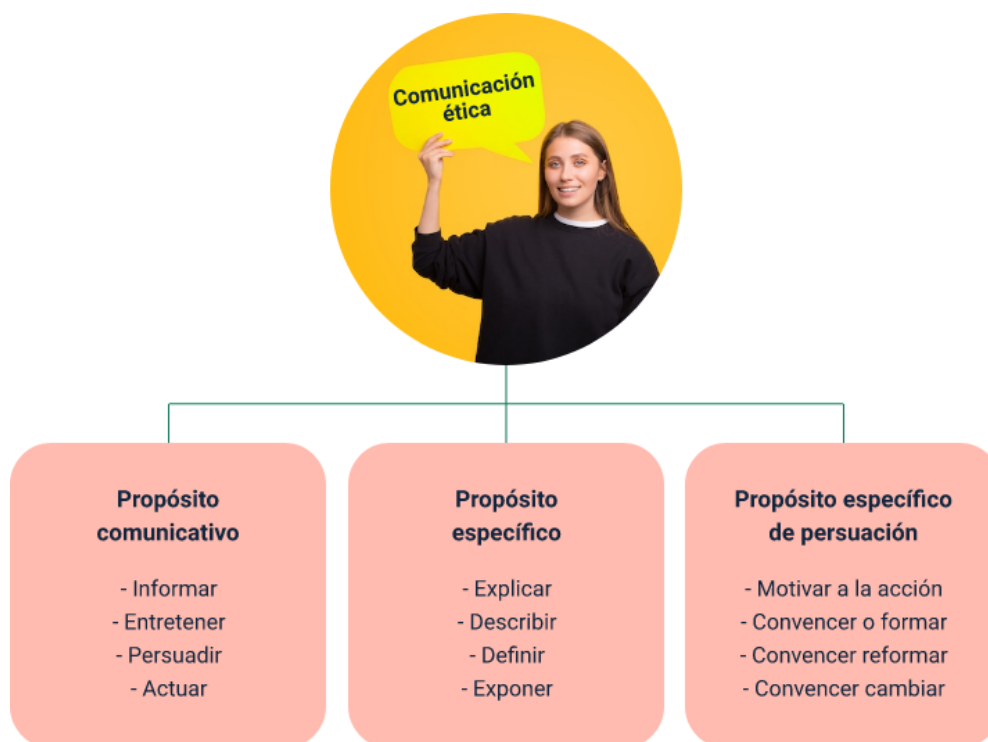 Comunicación
ética
Propósito
comunicativo
- Informar
- Entretener
- Persuadir
- Actuar
Propósito
específico
- Explicar
- Describir
- Definir
- Exponer
Propósito específico
de persuación
- Motivar a la acción
- Convencer o formar
- Convencer reformar
- Convencer cambiar